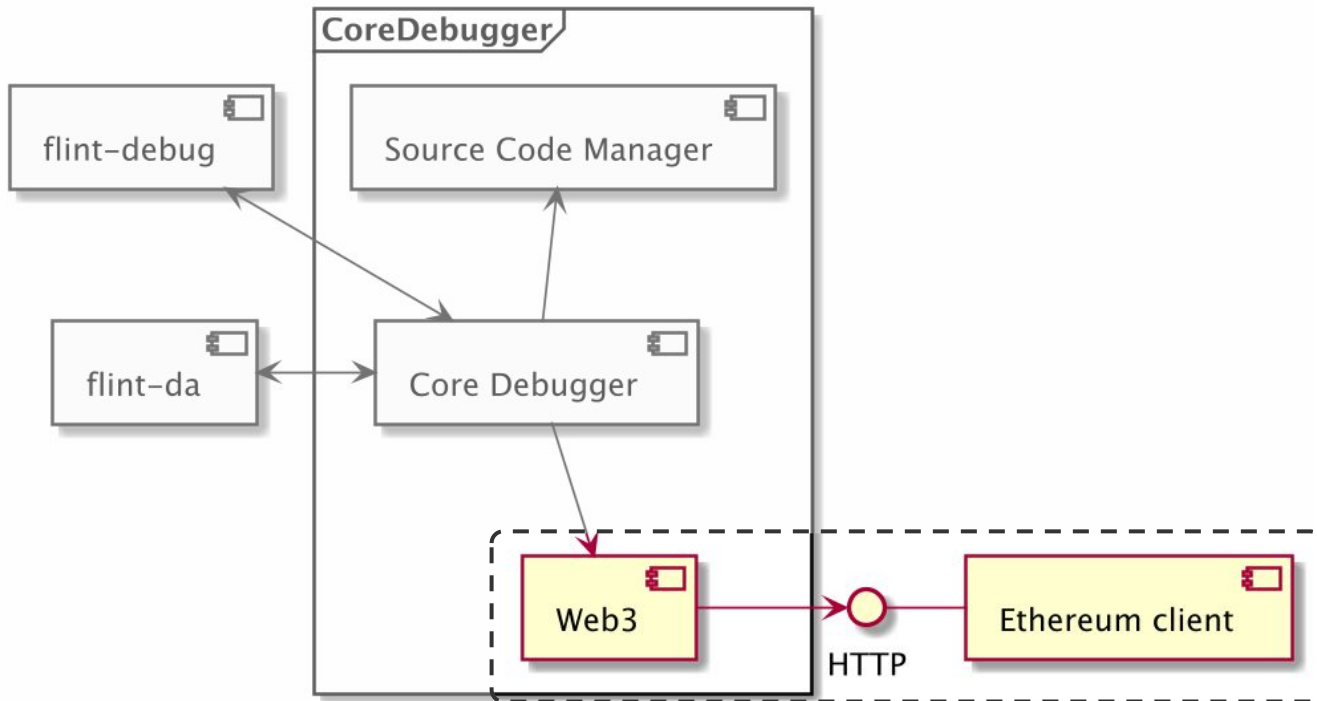 CoreDebugger
flint-debug
Source Code Manager
flint-da
Core Debugger
Web3
Ethereum client
HTTP